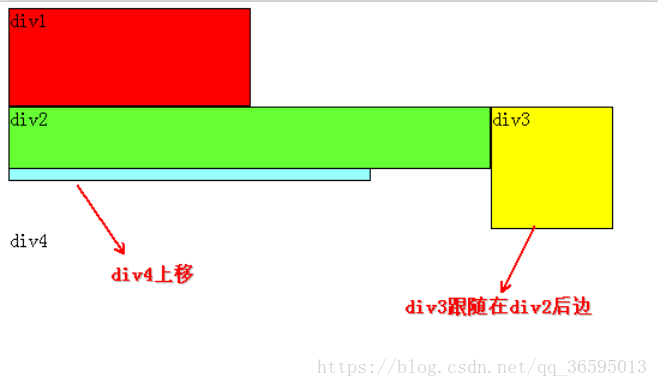 div1
div2
div3
div4
div4上移
div3跟随在div2后边
https://blog.csdn.net/qq_36595013